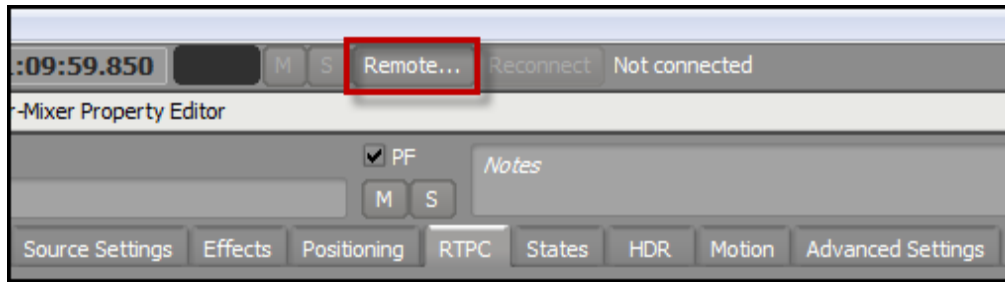 :09:59.850 M S Remote... Reconnect Not connected
r-Mixer Property Editor
PF Notes
M S
Source Settings Effects Positioning RTPC States HDR Motion Advanced Settings